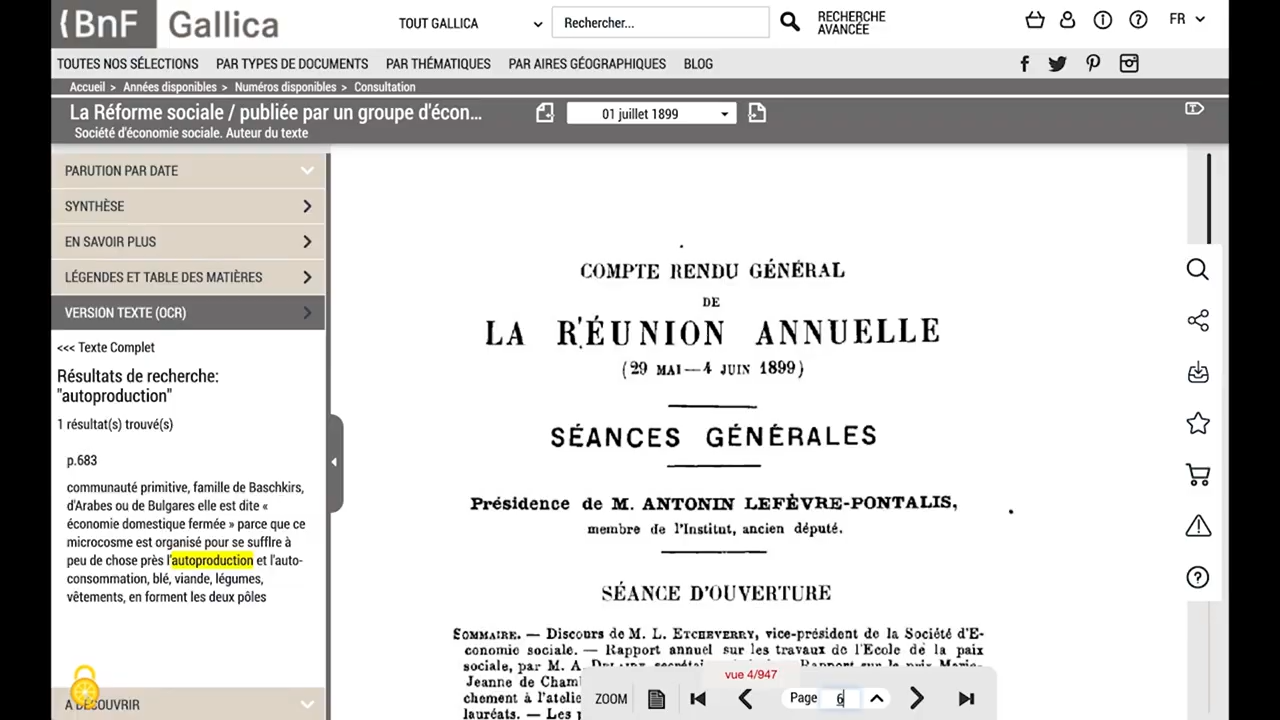 BnF Gallica
TOUT GALLICA
Rechercher...
RECHERCHE
AVANCÉE
FR
TOUTES NOS SÉLECTIONS PAR TYPES DE DOCUMENTS PAR THÉMATIQUES PAR AIRES GÉOGRAPHIQUES BLOG
Accueil > Années disponibles > Numéros disponibles > Consultation
La Réforme sociale / publiée par un groupe d'écon...
Société d'économie sociale. Auteur du texte
01 juillet 1899
PARUTION PAR DATE
SYNTHÈSE
EN SAVOIR PLUS
LÉGENDES ET TABLE DES MATIÈRES
VERSION TEXTE (OCR)
<<< Texte Complet
Résultats de recherche:
"autoproduction"
1 résultat(s) trouvé(s)
p.683
communauté primitive, famille de Baschkirs,
d'Arabes ou de Bulgares elle est dite «
économie domestique fermée » parce que ce
microcosme est organisé pour se suffIre à
peu de chose près l'autoproduction et l'auto-
consommation, blé, viande, légumes,
vêtements, en forment les deux pôles
A DÉCOUVRIR
COMPTE RENDU GÉNÉRAL
DE
LA RÉUNION ANNUELLE
(29 MAI—4 JUIN 1899)
SÉANCES GÉNÉRALES
Présidence de M. ANTONIN LEFÈVRE-PONTALIS,
membre de l'Institut, ancien député.
SÉANCE D'OUVERTURE
SOMMAIRE. — Discours de M. L. ETCHEVERRY, vice-président de la Société d'É-
conomie sociale. — Rapport annuel sur les travaux de l'Ecole de la paix
sociale, par M. A.
Jeanne de
chement à
lauréats. — Les
vue 4/947
ZOOM
Page 6